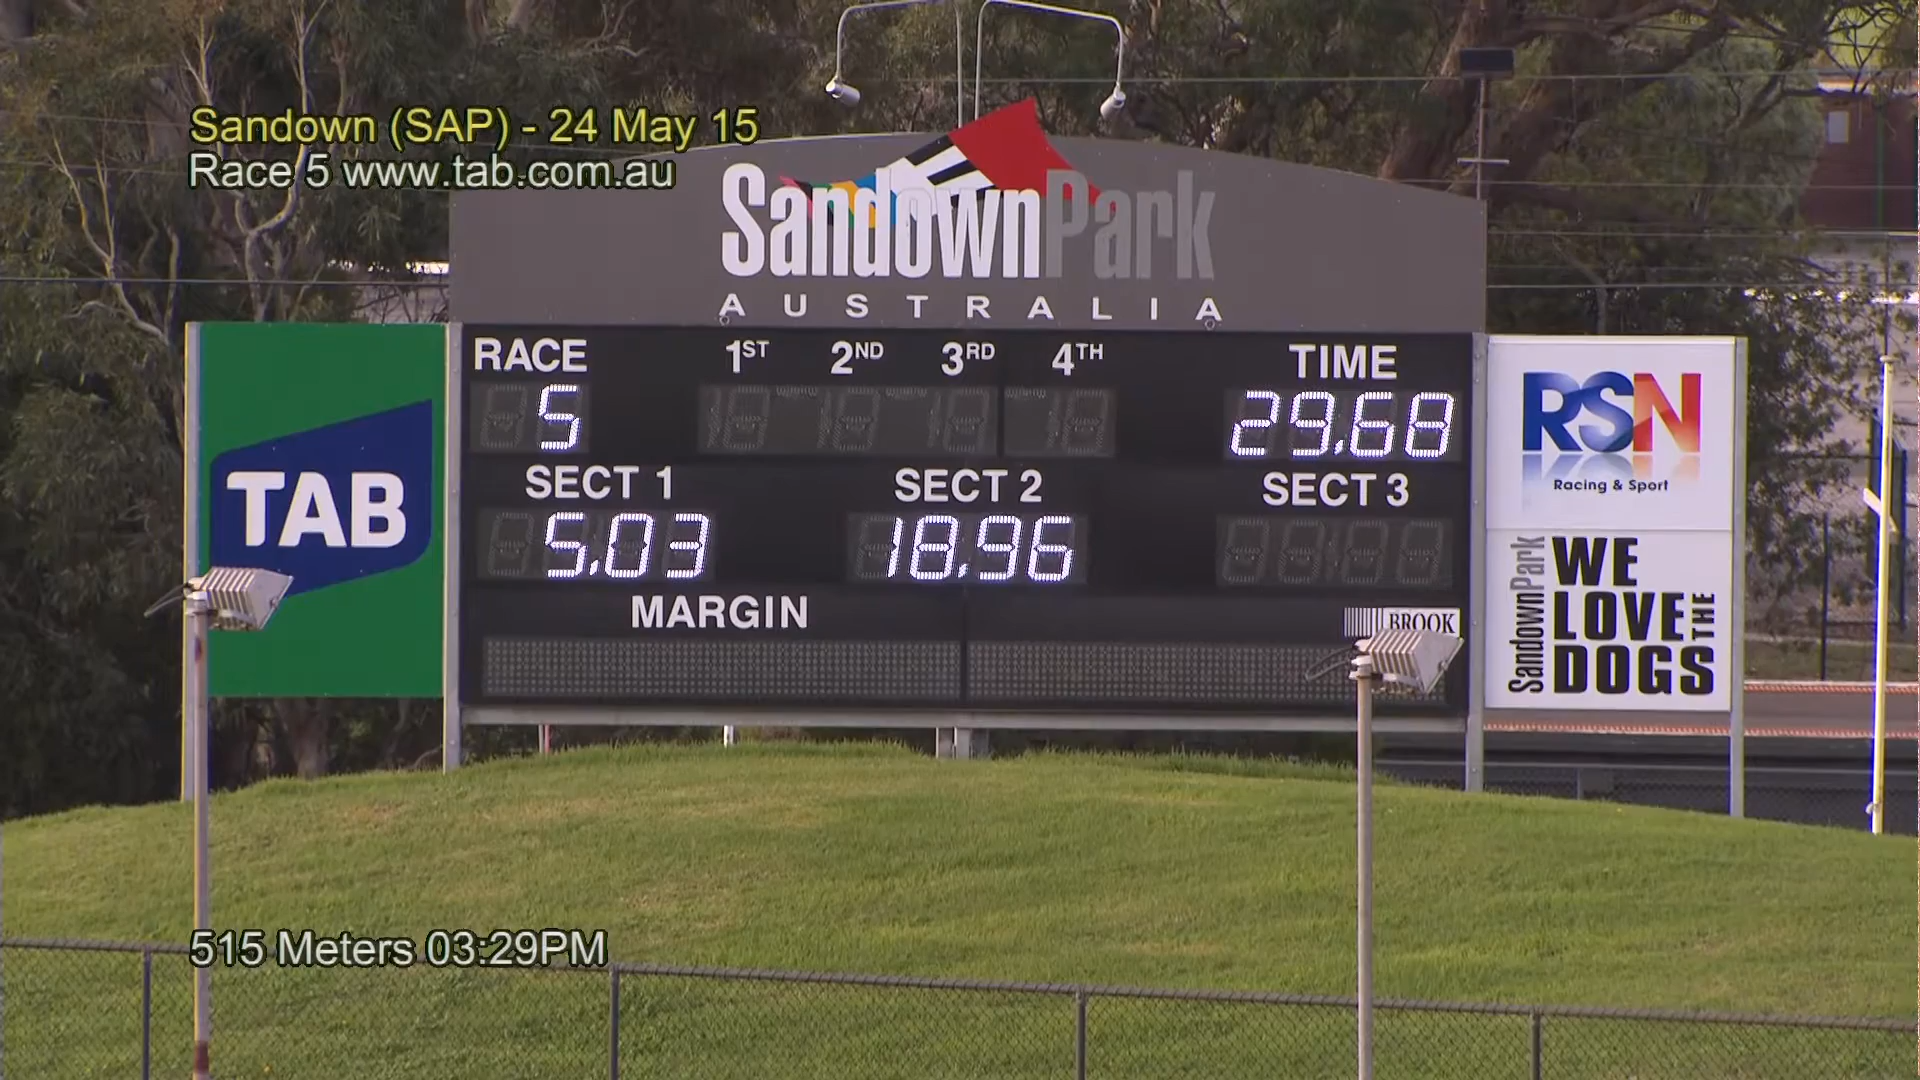 Sandown (SAP) - 24 May 15
Race 5 www.tab.com.au
SandownPark
AUSTRALIA
RACE 1ST 2ND 3RD 4TH TIME
5 29.68
SECT 1 SECT 2 SECT 3
5.03 18.96
MARGIN
BROOK
TAB
RSN
Racing & Sport
SandownPark
WE
LOVE THE
DOGS
515 Meters 03:29PM